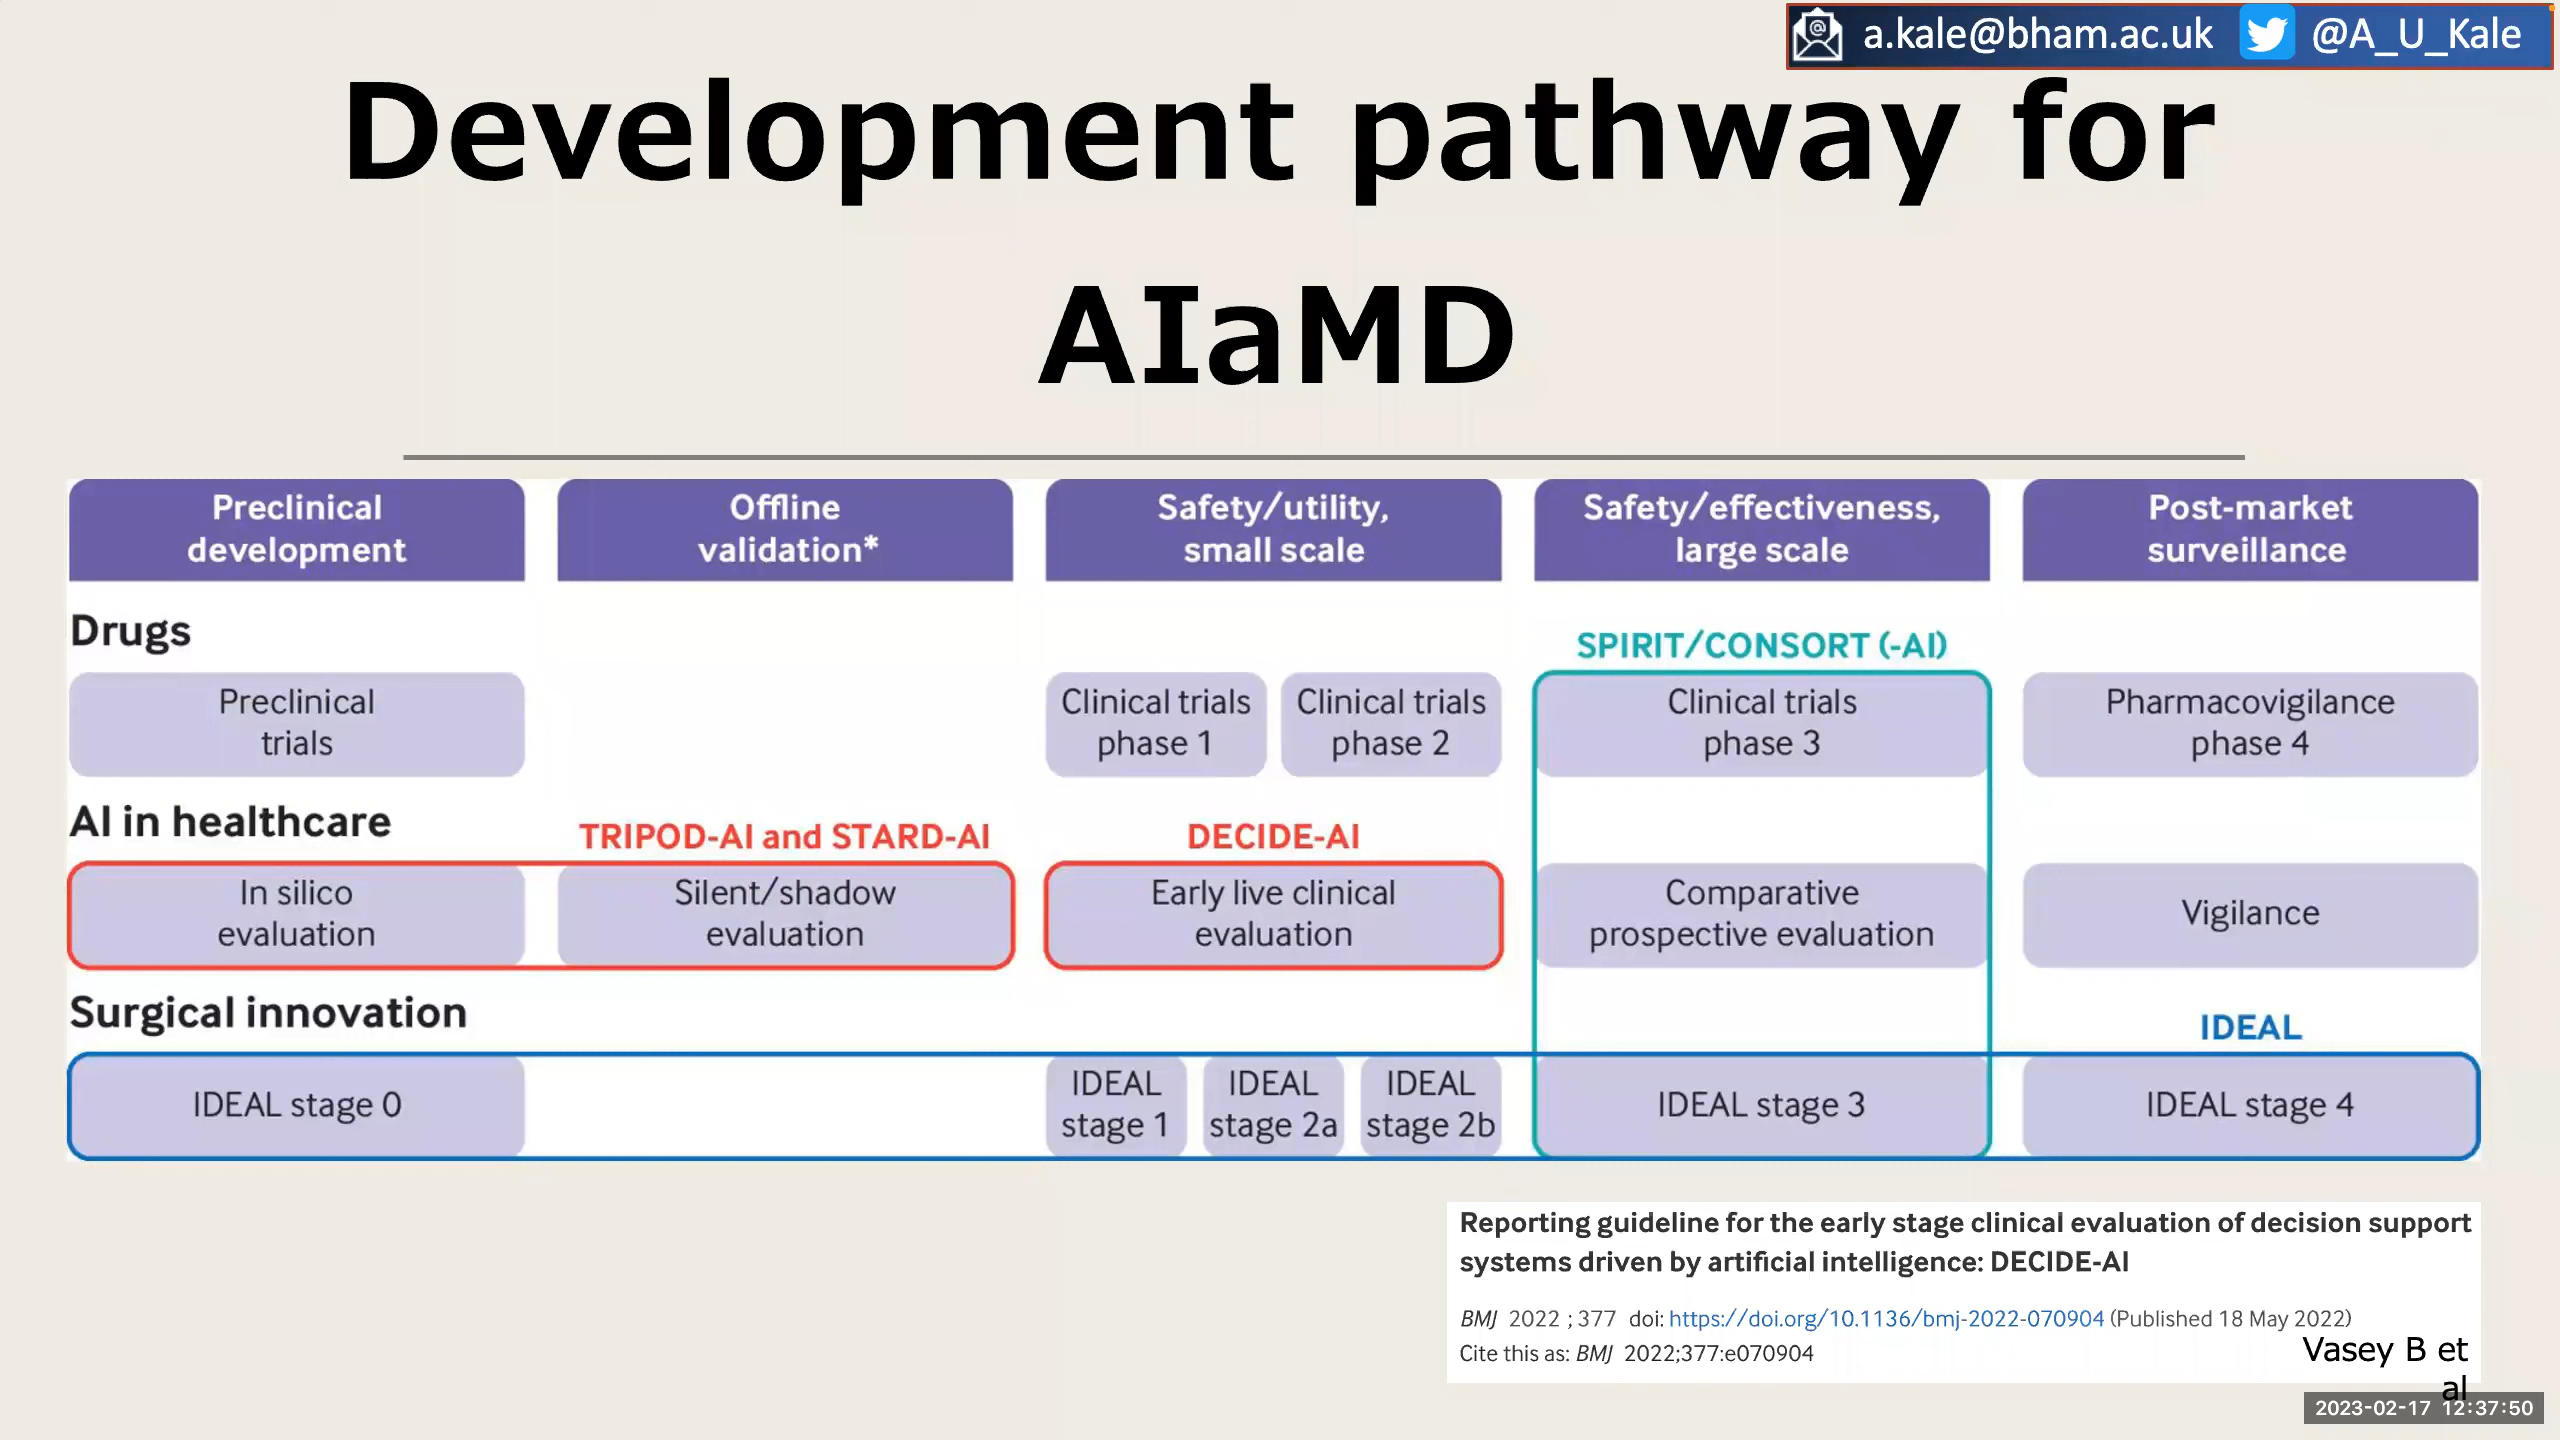 a.kale@bham.ac.uk @A_U_Kale
Development pathway for
AIaMD
Preclinical
development
Offline
validation*
Safety/utility,
small scale
Safety/effectiveness,
large scale
Post-market
surveillance
Drugs
SPIRIT/CONSORT (-AI)
Preclinical
trials
Clinical trials
phase 1
Clinical trials
phase 2
Clinical trials
phase 3
Pharmacovigilance
phase 4
AI in healthcare
TRIPOD-AI and STARD-AI
DECIDE-AI
In silico
evaluation
Silent/shadow
evaluation
Early live clinical
evaluation
Comparative
prospective evaluation
Vigilance
Surgical innovation
IDEAL
IDEAL stage 0
IDEAL
stage 1
IDEAL
stage 2a
IDEAL
stage 2b
IDEAL stage 3
IDEAL stage 4
Reporting guideline for the early stage clinical evaluation of decision support
systems driven by artificial intelligence: DECIDE-AI
BMJ 2022 ; 377 doi: https://doi.org/10.1136/bmj-2022-070904 (Published 18 May 2022)
Cite this as: BMJ 2022;377:e070904
Vasey B et
al
2023-02-17 12:37:50